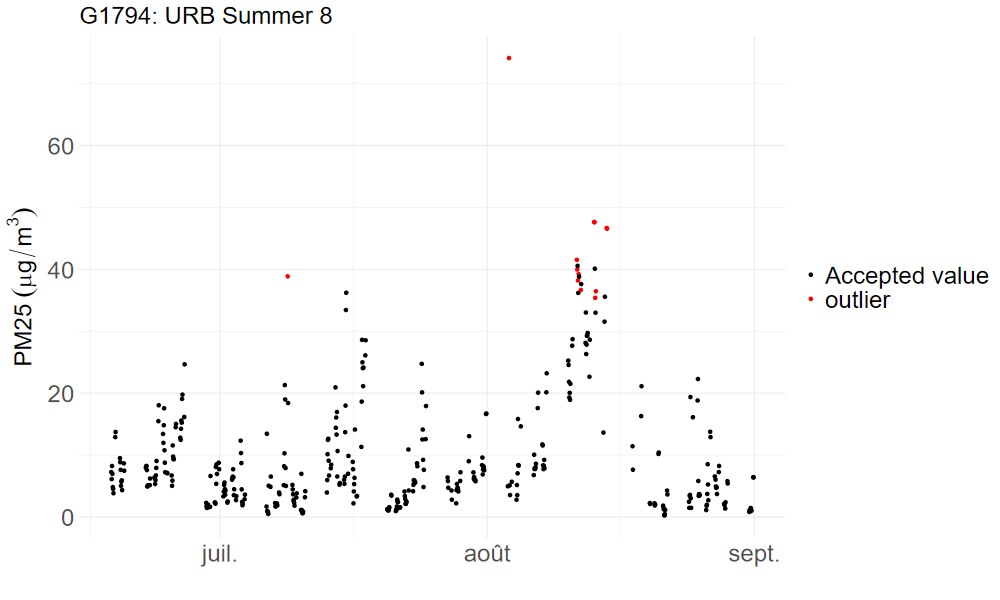 G1794: URB Summer 8
PM25 (μg/m³)
60
40
20
0
juil.
août
sept.
Accepted value
outlier